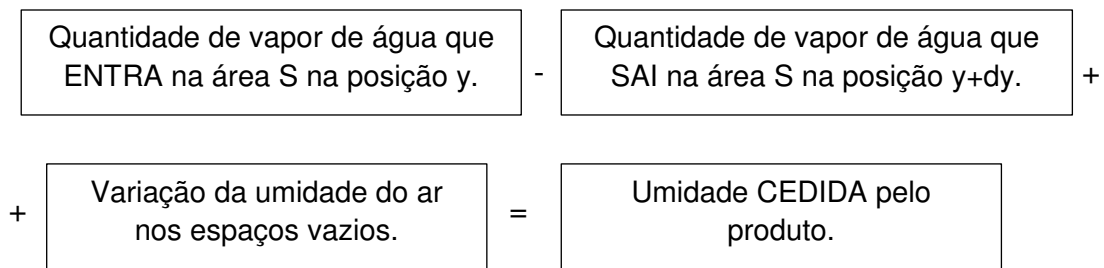 Quantidade de vapor de água que
ENTRA na área S na posição y.
-
Quantidade de vapor de água que
SAI na área S na posição y+dy.
+
+
Variação da umidade do ar
nos espaços vazios.
=
Umidade CEDIDA pelo
produto.